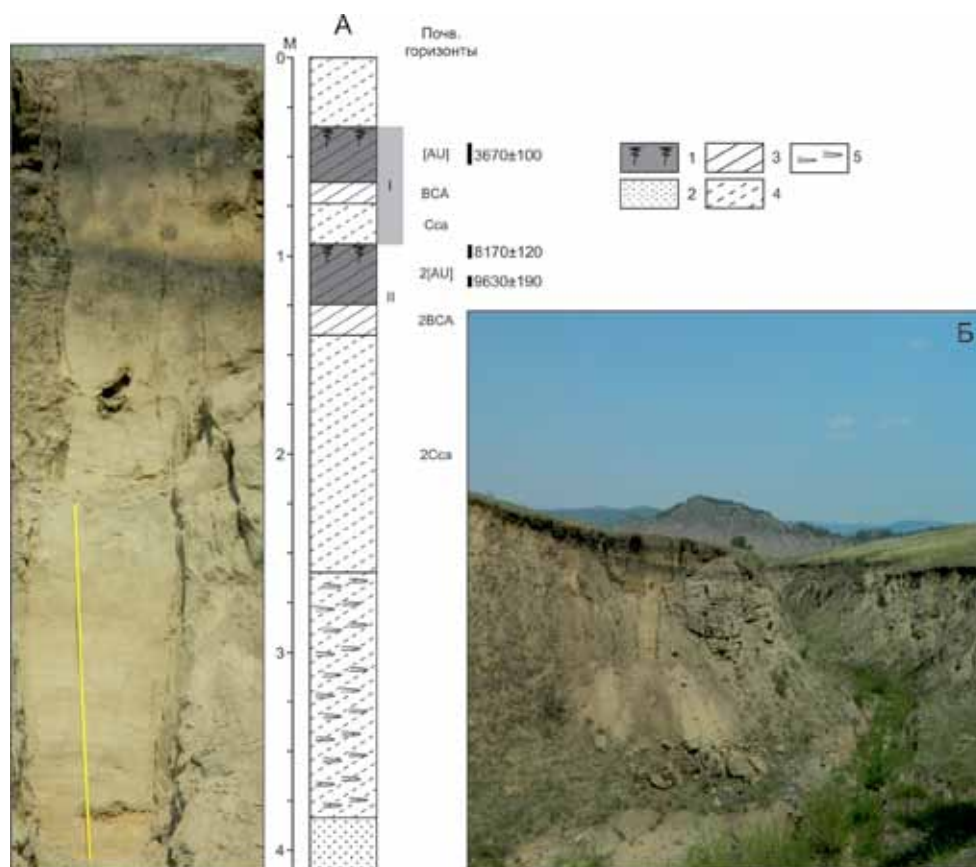 А
Б
М
Почв.
горизонты
0
1
2
3
4
I
II
[AU]
BCA
Cca
2[AU]
2BCA
2Cca
3670±100
8170±120
9630±190
1
2
3
4
5